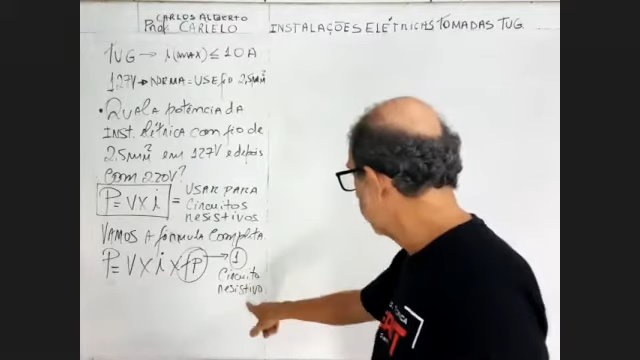 CARLOS ALBERTO
Prof. CARLELO
INSTALAÇÕES ELÉTRICAS TOMADAS TUG.
TUG → i(MAX) ≤ 10A
127V → NORMA = USE fio 2,5mm²
• Qual a potência da
INST. elétrica com fio de
2,5mm² em 127V e depois
com 220V?
P = V x i = USAR PARA
circuitos
resistivos
VAMOS A fórmula completa
P = V x i x fP → 1
circuito
resistivo